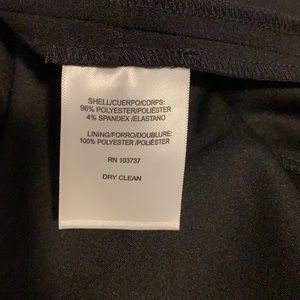 SHELL/CUERPO/CORPS:
96% POLYESTER/POLIÉSTER
4% SPANDEX /ELASTANO
LINING/FORRO/DOUBLURE:
100% POLYESTER /POLIÉSTER
RN 103737
DRY CLEAN